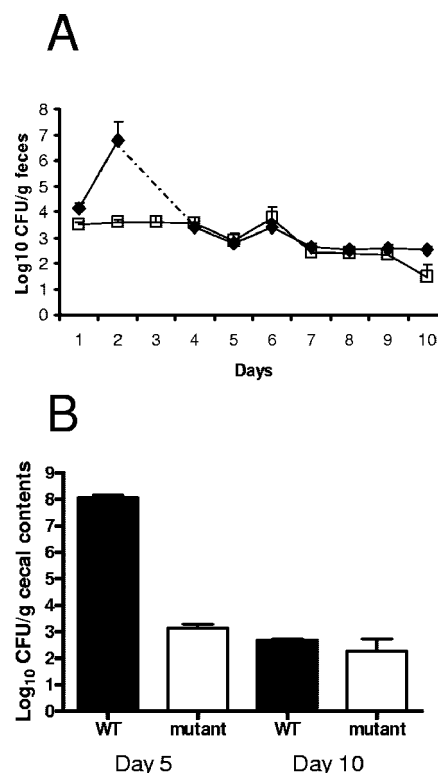 A
Log10 CFU/g feces
8
7
6
5
4
3
2
1
0
1 2 3 4 5 6 7 8 9 10
Days
B
Log10 CFU/g cecal contents
9
8
7
6
5
4
3
2
1
0
WT mutant WT mutant
Day 5 Day 10